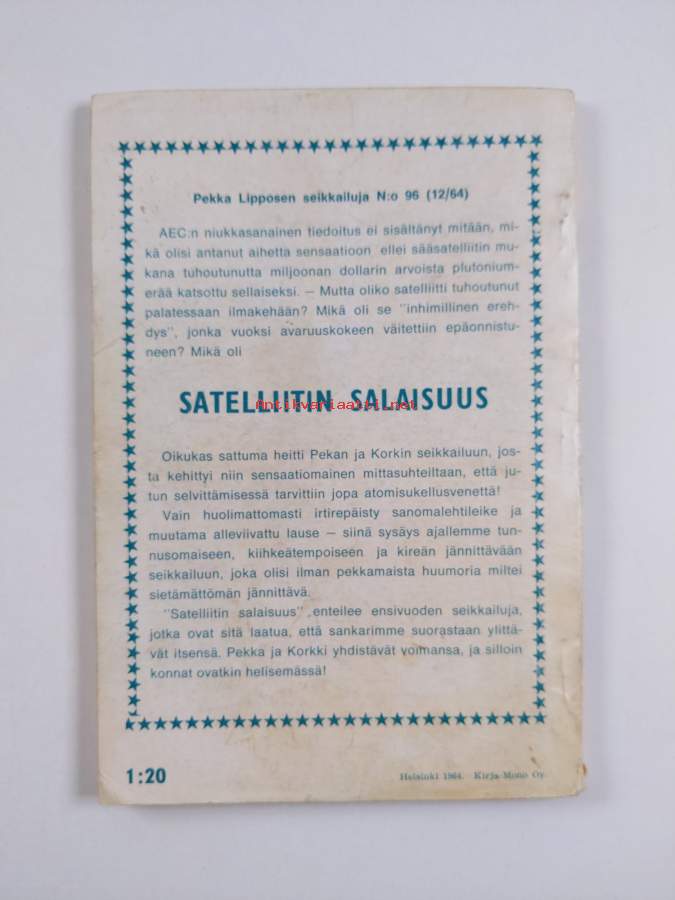 Pekka Lipposen seikkailuja N:o 96 (12/64)
AEC:n niukkasanainen tiedoitus ei sisältänyt mitään, mi-
kä olisi antanut aihetta sensaatioon ellei sääsatelliitin mu-
kana tuhoutunutta miljoonan dollarin arvoista plutonium-
erää katsottu sellaiseksi. — Mutta oliko satelliitti tuhoutunut
palatessaan ilmakehään? Mikä oli se "inhimillinen ereh-
dys", jonka vuoksi avaruuskokeen väitettiin epäonnistu-
neen? Mikä oli
SATELLIITIN SALAISUUS
Antikvariaatti.net
Oikukas sattuma heitti Pekan ja Korkin seikkailuun, jos-
ta kehittyi niin sensaatiomainen mittasuhteiltaan, että ju-
tun selvittämisessä tarvittiin jopa atomisukellusvenettä!
Vain huolimattomasti irtirepäisty sanomalehtileike ja
muutama alleviivattu lause — siinä sysäys ajallemme tun-
nusomaiseen, kiihkeätempoiseen ja kireän jännittävään
seikkailuun, joka olisi ilman pekkamaista huumoria miltei
sietämättömän jännittävä.
"Satelliitin salaisuus" enteilee ensivuoden seikkailuja,
jotka ovat sitä laatua, että sankarimme suorastaan ylittä-
vät itsensä. Pekka ja Korkki yhdistävät voimansa, ja silloin
konnat ovatkin helisemässä!
1:20
Helsinki 1964. Kirja-Mono Oy.